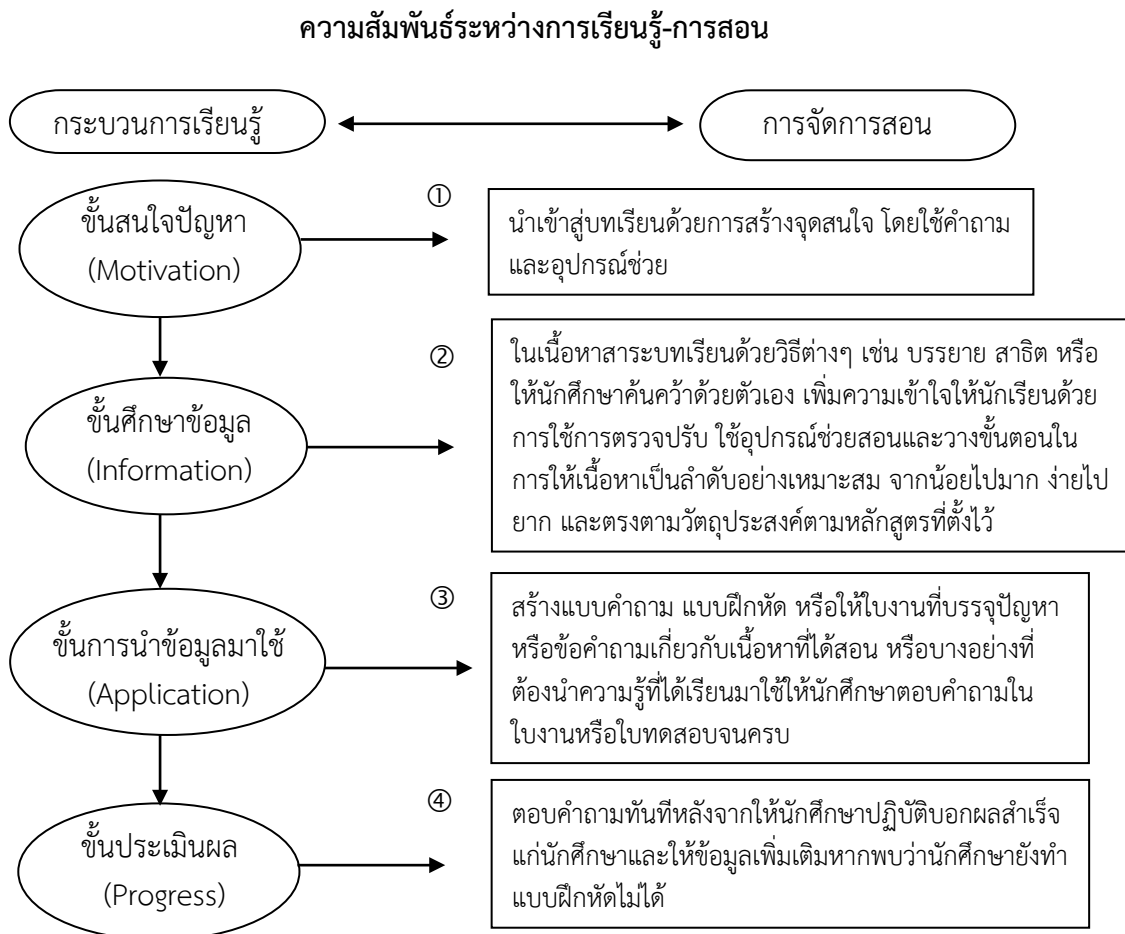 ความสัมพันธ์ระหว่างการเรียนรู้-การสอน
กระบวนการเรียนรู้
การจัดการสอน
ขั้นสนใจปัญหา
(Motivation)
①
นำเข้าสู่บทเรียนด้วยการสร้างจุดสนใจ โดยใช้คำถาม
และอุปกรณ์ช่วย
ขั้นศึกษาข้อมูล
(Information)
②
ในเนื้อหาสาระบทเรียนด้วยวิธีต่างๆ เช่น บรรยาย สาธิต หรือ
ให้นักศึกษาค้นคว้าด้วยตัวเอง เพิ่มความเข้าใจให้นักเรียนด้วย
การใช้การตรวจปรับ ใช้อุปกรณ์ช่วยสอนและวางขั้นตอนใน
การให้เนื้อหาเป็นลำดับอย่างเหมาะสม จากน้อยไปมาก ง่ายไป
ยาก และตรงตามวัตถุประสงค์ตามหลักสูตรที่ตั้งไว้
ขั้นการนำข้อมูลมาใช้
(Application)
③
สร้างแบบคำถาม แบบฝึกหัด หรือให้ใบงานที่บรรจุปัญหา
หรือข้อคำถามเกี่ยวกับเนื้อหาที่ได้สอน หรือบางอย่างที่
ต้องนำความรู้ที่ได้เรียนมาใช้ให้นักศึกษาตอบคำถามใน
ใบงานหรือใบทดสอบจนครบ
ขั้นประเมินผล
(Progress)
④
ตอบคำถามทันทีหลังจากให้นักศึกษาปฏิบัติบอกผลสำเร็จ
แก่นักศึกษาและให้ข้อมูลเพิ่มเติมหากพบว่านักศึกษายังทำ
แบบฝึกหัดไม่ได้